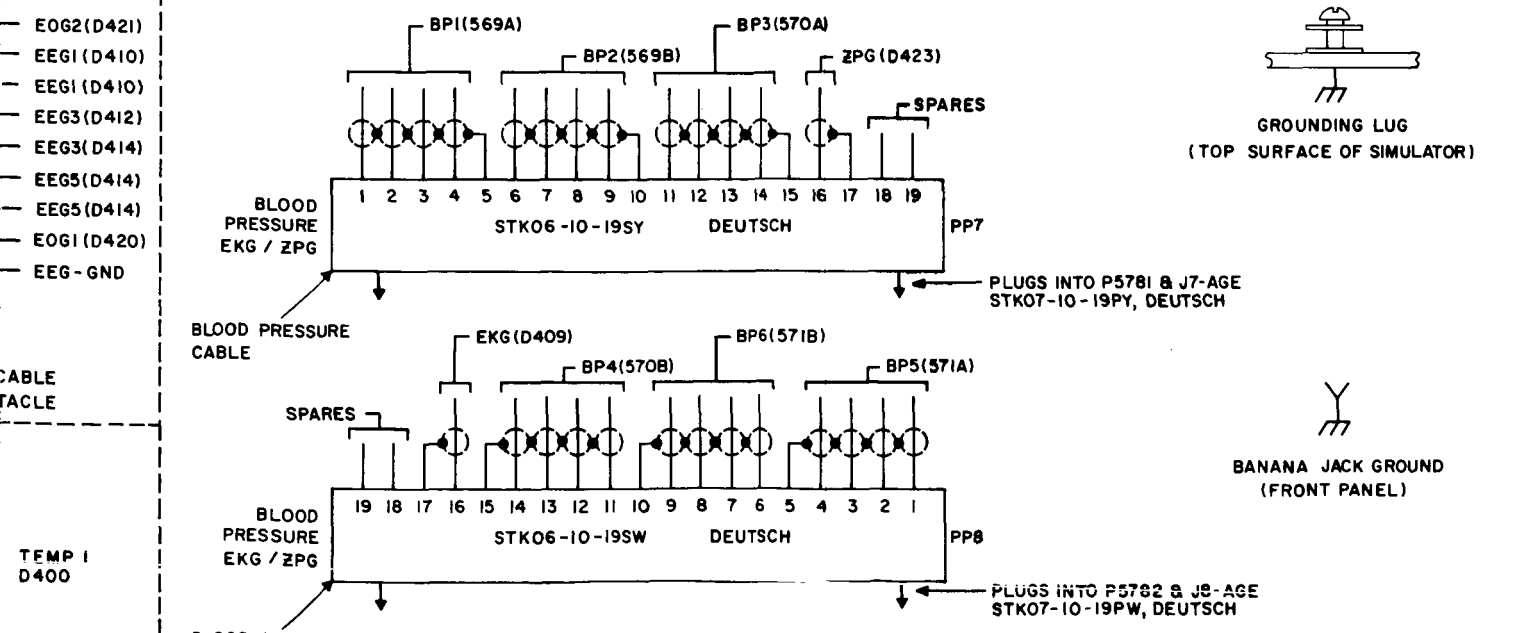 EOG2(D421)
EEG1(D410)
EEG1(D410)
EEG3(D412)
EEG3(D414)
EEG5(D414)
EEG5(D414)
EOG1(D420)
EEG-GND
CABLE
TACLE
TEMP 1
D400
BP1(569A)
BP2(569B)
BP3(570A)
ZPG(D423)
SPARES
1 2 3 4 5 6 7 8 9 10 11 12 13 14 15 16 17 18 19
BLOOD
PRESSURE
EKG / ZPG
STK06-10-19SY DEUTSCH
PP7
PLUGS INTO P5781 & J7-AGE
STK07-10-19PY, DEUTSCH
BLOOD PRESSURE
CABLE
EKG(D409)
BP4(570B)
BP6(571B)
BP5(571A)
SPARES
19 18 17 16 15 14 13 12 11 10 9 8 7 6 5 4 3 2 1
BLOOD
PRESSURE
EKG / ZPG
STK06-10-19SW DEUTSCH
PP8
PLUGS INTO P5782 & J8-AGE
STK07-10-19PW, DEUTSCH
GROUNDING LUG
(TOP SURFACE OF SIMULATOR)
BANANA JACK GROUND
(FRONT PANEL)